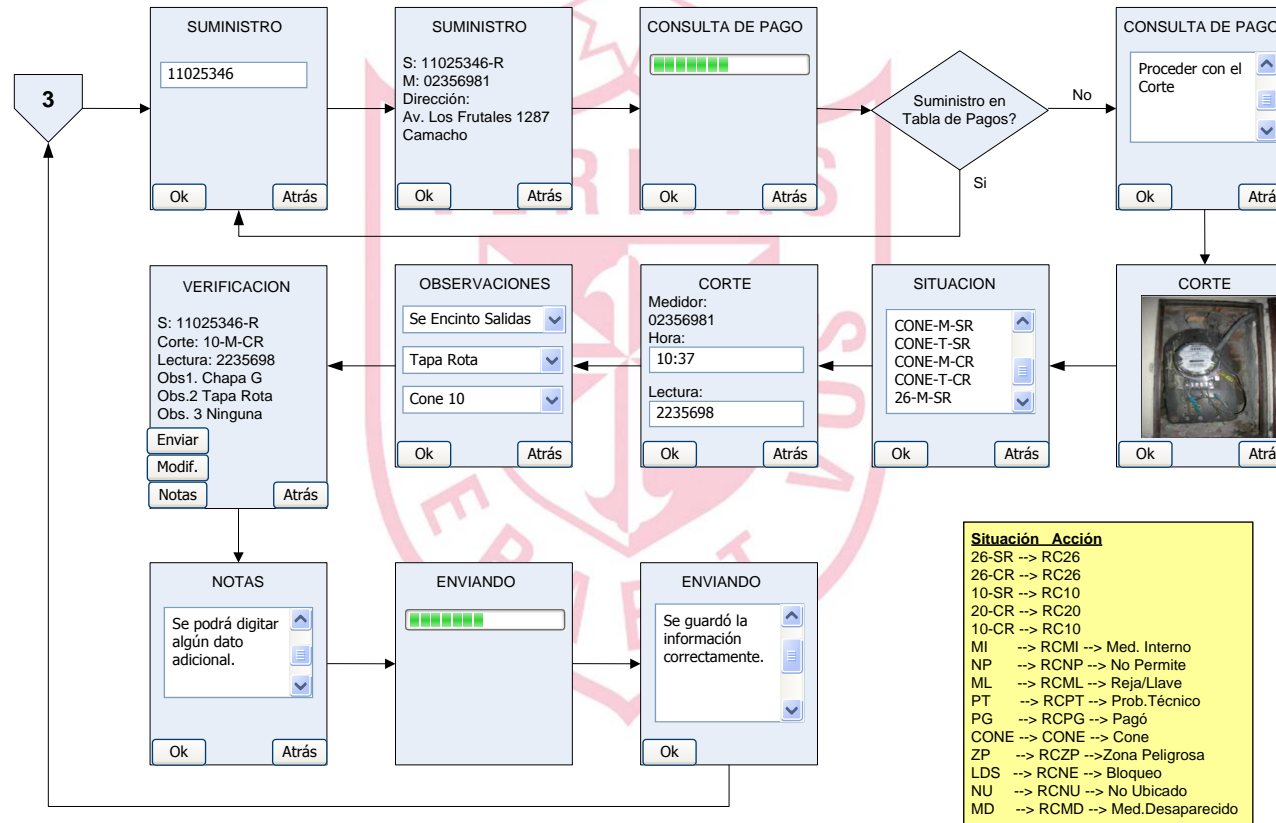 3
SUMINISTRO
11025346
Ok
Atrás
SUMINISTRO
S: 11025346-R
M: 02356981
Dirección:
Av. Los Frutales 1287
Camacho
Ok
Atrás
CONSULTA DE PAGO
Ok
Atrás
Suministro en
Tabla de Pagos?
No
Si
CONSULTA DE PAGO
Proceder con el
Corte
Ok
Atrá
VERIFICACION
S: 11025346-R
Corte: 10-M-CR
Lectura: 2235698
Obs1. Chapa G
Obs.2 Tapa Rota
Obs. 3 Ninguna
Enviar
Modif.
Notas
Atrás
OBSERVACIONES
Se Encinto Salidas
Tapa Rota
Cone 10
Ok
Atrás
CORTE
Medidor:
02356981
Hora:
10:37
Lectura:
2235698
Ok
Atrás
SITUACION
CONE-M-SR
CONE-T-SR
CONE-M-CR
CONE-T-CR
26-M-SR
Ok
Atrás
CORTE
Ok
Atrá
NOTAS
Se podrá digitar
algún dato
adicional.
Ok
Atrás
ENVIANDO
ENVIANDO
Se guardó la
información
correctamente.
Ok
Situación Acción
26-SR --> RC26
26-CR --> RC26
10-SR --> RC10
20-CR --> RC20
10-CR --> RC10
MI --> RCMI --> Med. Interno
NP --> RCNP --> No Permite
ML --> RCML --> Reja/Llave
PT --> RCPT --> Prob.Técnico
PG --> RCPG --> Pagó
CONE --> CONE --> Cone
ZP --> RCZP -->Zona Peligrosa
LDS --> RCNE --> Bloqueo
NU --> RCNU --> No Ubicado
MD --> RCMD --> Med.Desaparecido